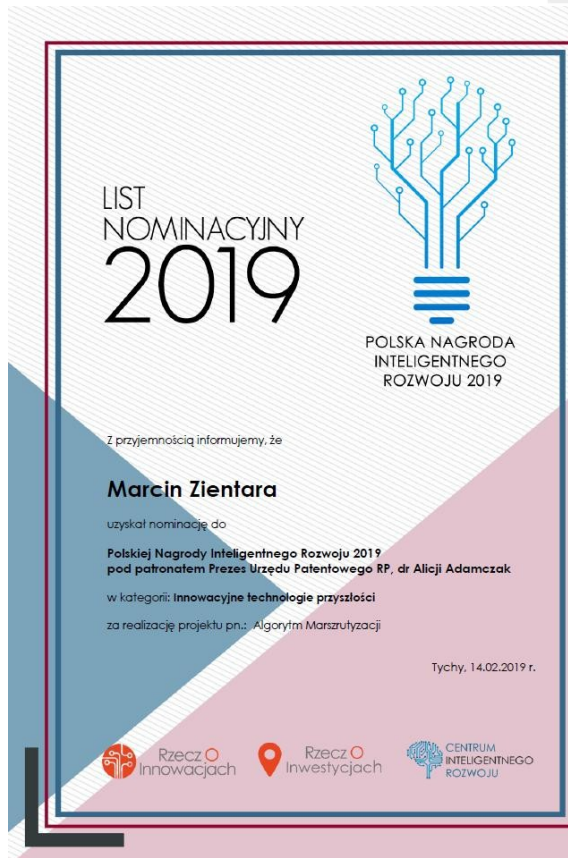 LIST
NOMINACYJNY
2019
POLSKA NAGRODA
INTELIGENTNEGO
ROZWOJU 2019
Z przyjemnością informujemy, że
Marcin Zientara
uzyskał nominację do
Polskiej Nagrody Inteligentnego Rozwoju 2019
pod patronatem Prezes Urzędu Patentowego RP, dr Alicji Adamczak
w kategorii: Innowacyjne technologie przyszłości
za realizację projektu pn.: Algorytm Marszrutyzacji
Tychy, 14.02.2019 r.
Rzecz O
Innowacjach
Rzecz O
Inwestycjach
CENTRUM
INTELIGENTNEGO
ROZWOJU